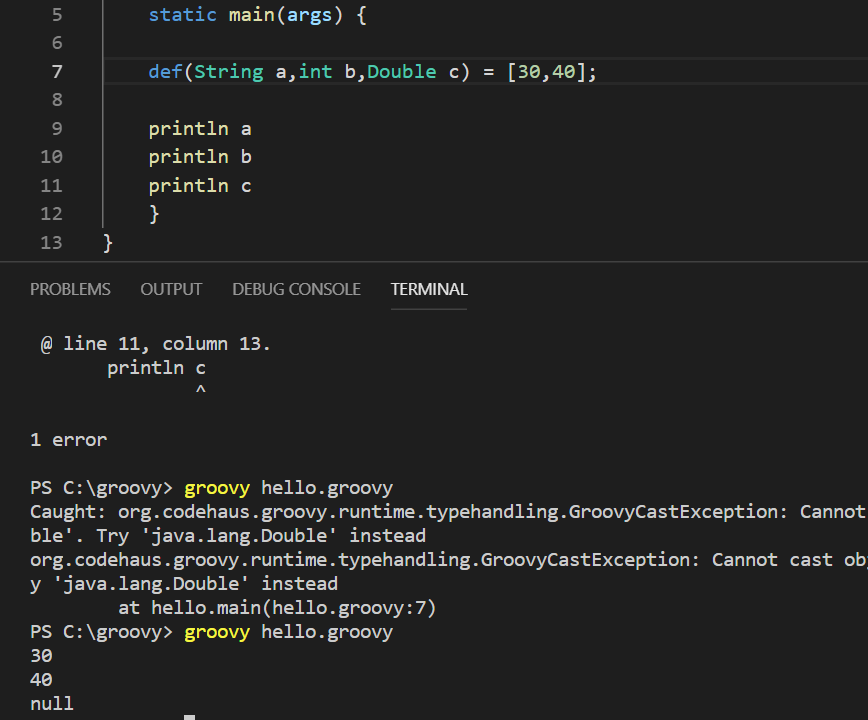 5 static main(args) {
6
7 def(String a,int b,Double c) = [30,40];
8
9 println a
10 println b
11 println c
12 }
13 }
PROBLEMS OUTPUT DEBUG CONSOLE TERMINAL
@ line 11, column 13.
println c
^
1 error
PS C:\groovy> groovy hello.groovy
Caught: org.codehaus.groovy.runtime.typehandling.GroovyCastException: Cannot
ble'. Try 'java.lang.Double' instead
org.codehaus.groovy.runtime.typehandling.GroovyCastException: Cannot cast ob
y 'java.lang.Double' instead
at hello.main(hello.groovy:7)
PS C:\groovy> groovy hello.groovy
30
40
null